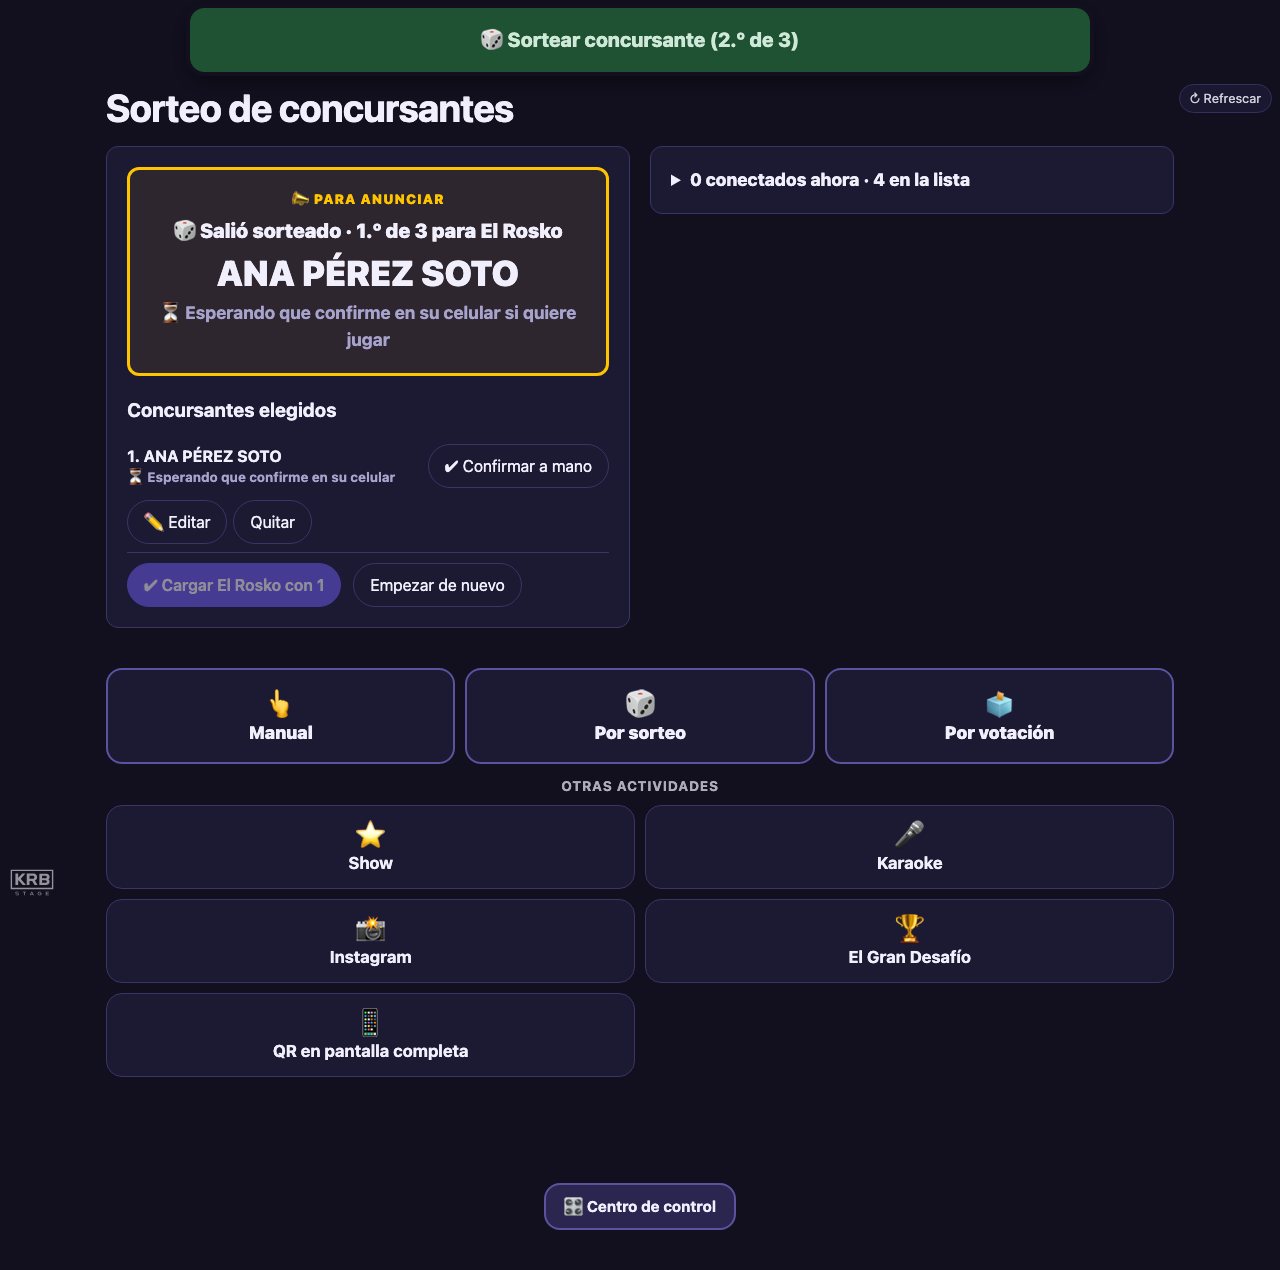 Sortear concursante (2.° de 3)
Sorteo de concursantes
↻ Refrescar
PARA ANUNCIAR
Salió sorteado · 1.° de 3 para El Rosko
ANA PÉREZ SOTO
Esperando que confirme en su celular si quiere
jugar
0 conectados ahora · 4 en la lista
Concursantes elegidos
1. ANA PÉREZ SOTO
Esperando que confirme en su celular
✔ Confirmar a mano
Editar
Quitar
✔ Cargar El Rosko con 1
Empezar de nuevo
Manual
Por sorteo
Por votación
OTRAS ACTIVIDADES
Show
Karaoke
KRB
STAGE
Instagram
El Gran Desafío
QR en pantalla completa
Centro de control